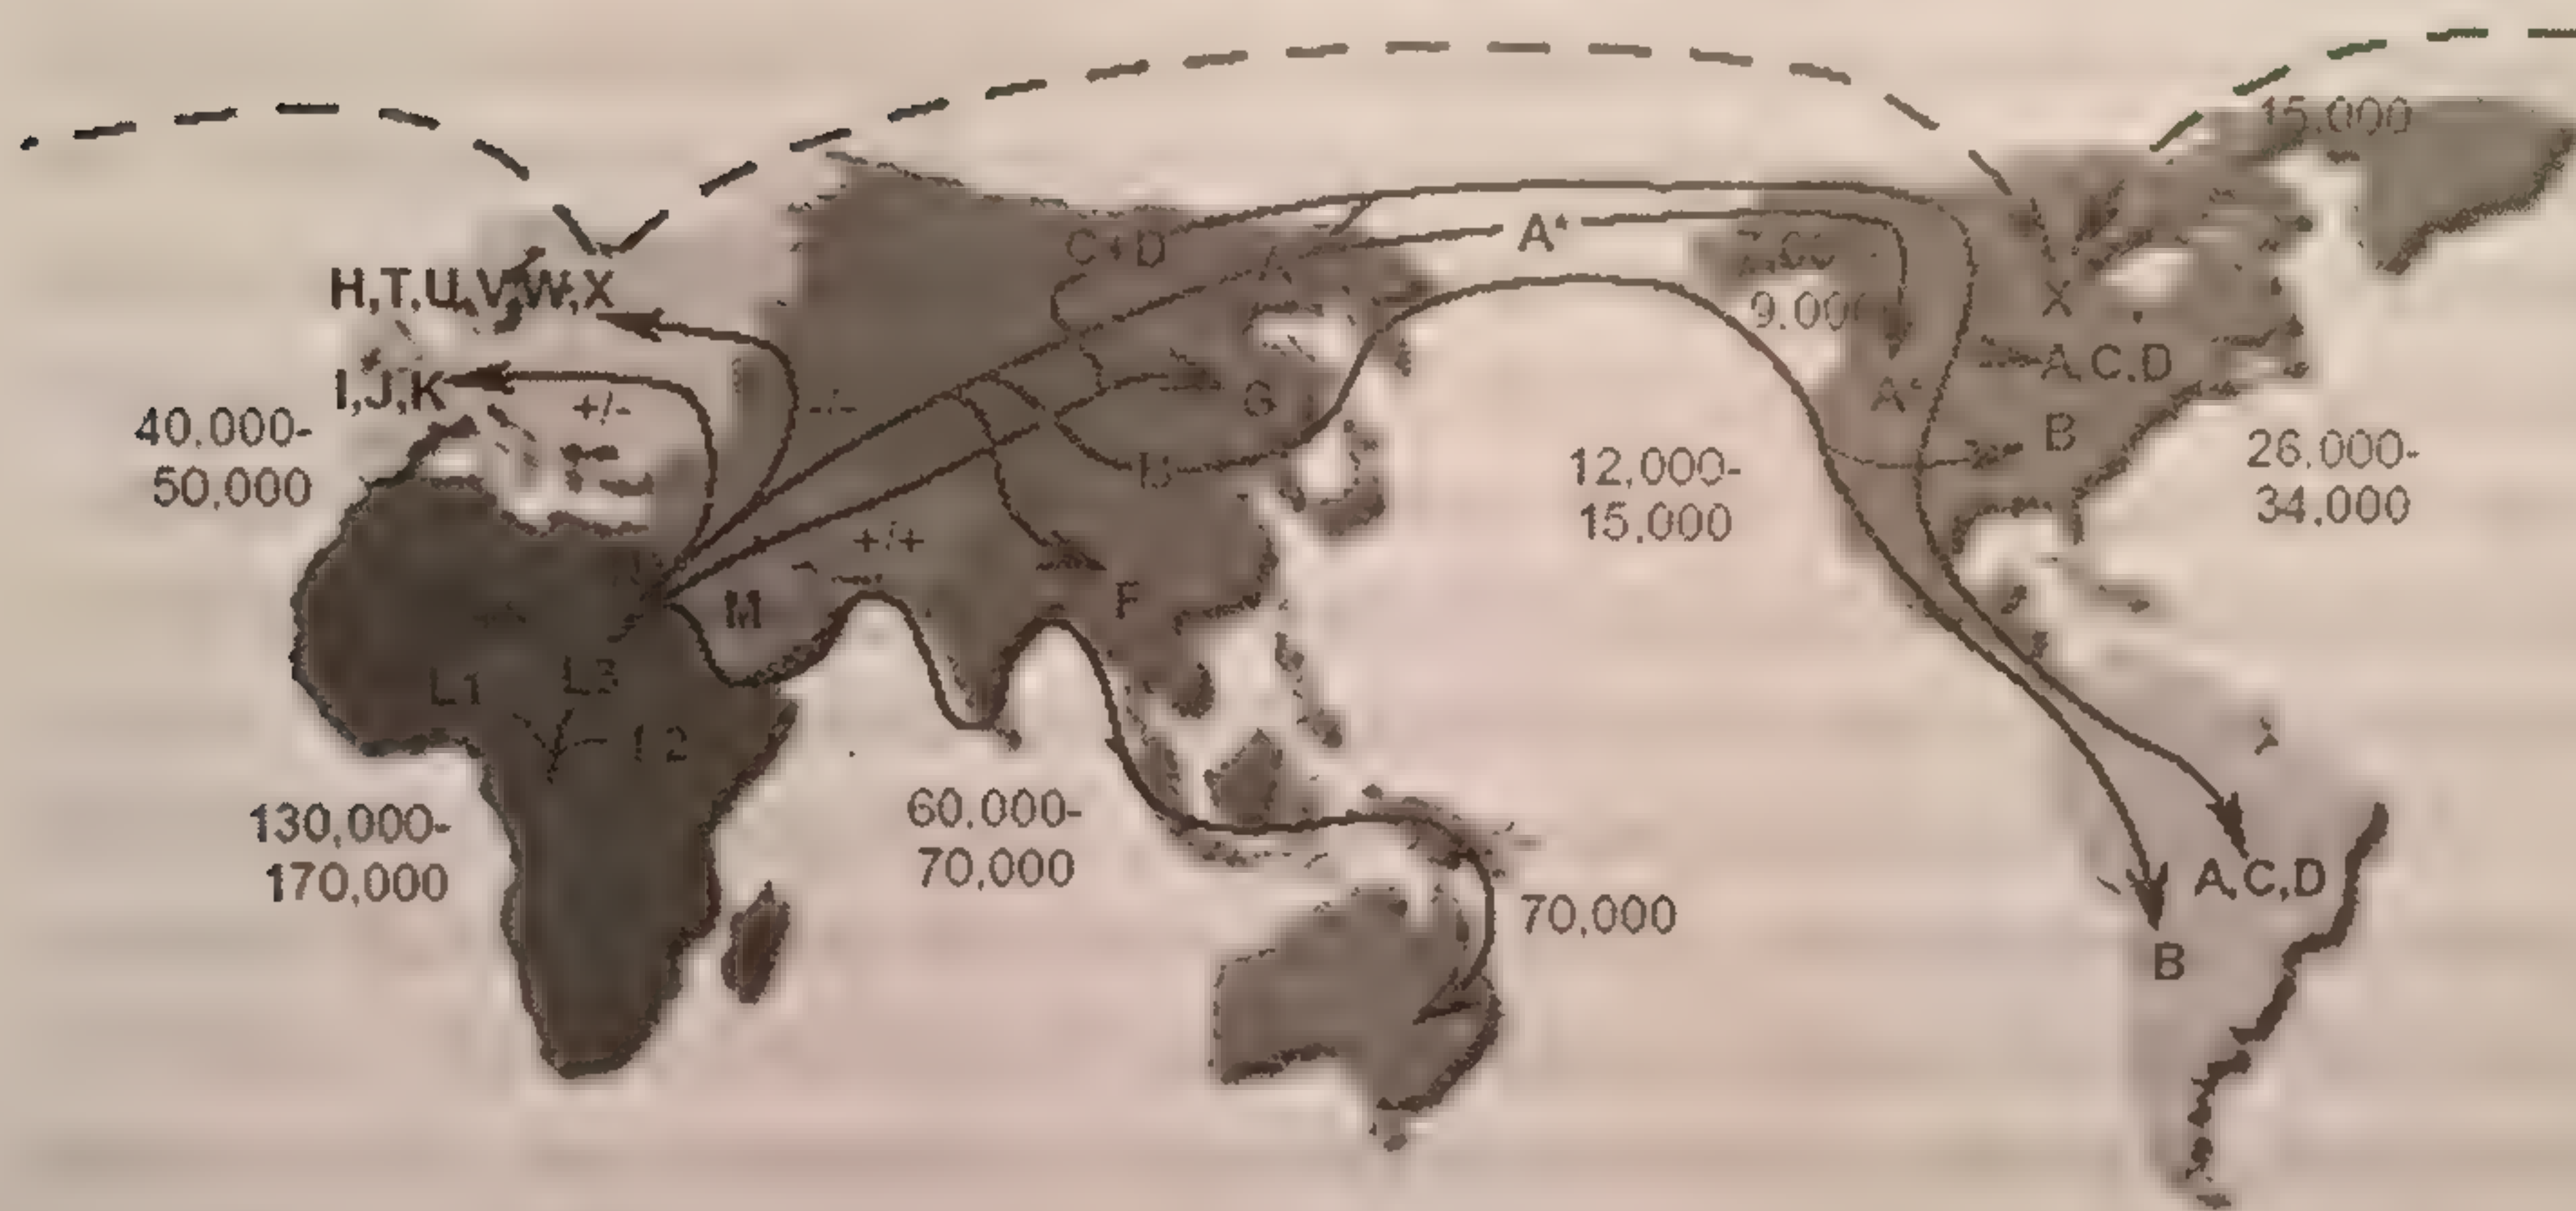 15,000
C+D
A*
H,T,U,V,W,X
9.00
X
I,J,K
+/-
-/-
G
A*
A,C,D
40,000-
50,000
B
B
12,000-
15,000
26,000-
34,000
+/+
M
F
L1
L3
L2
130,000-
170,000
60,000-
70,000
70,000
A,C,D
B